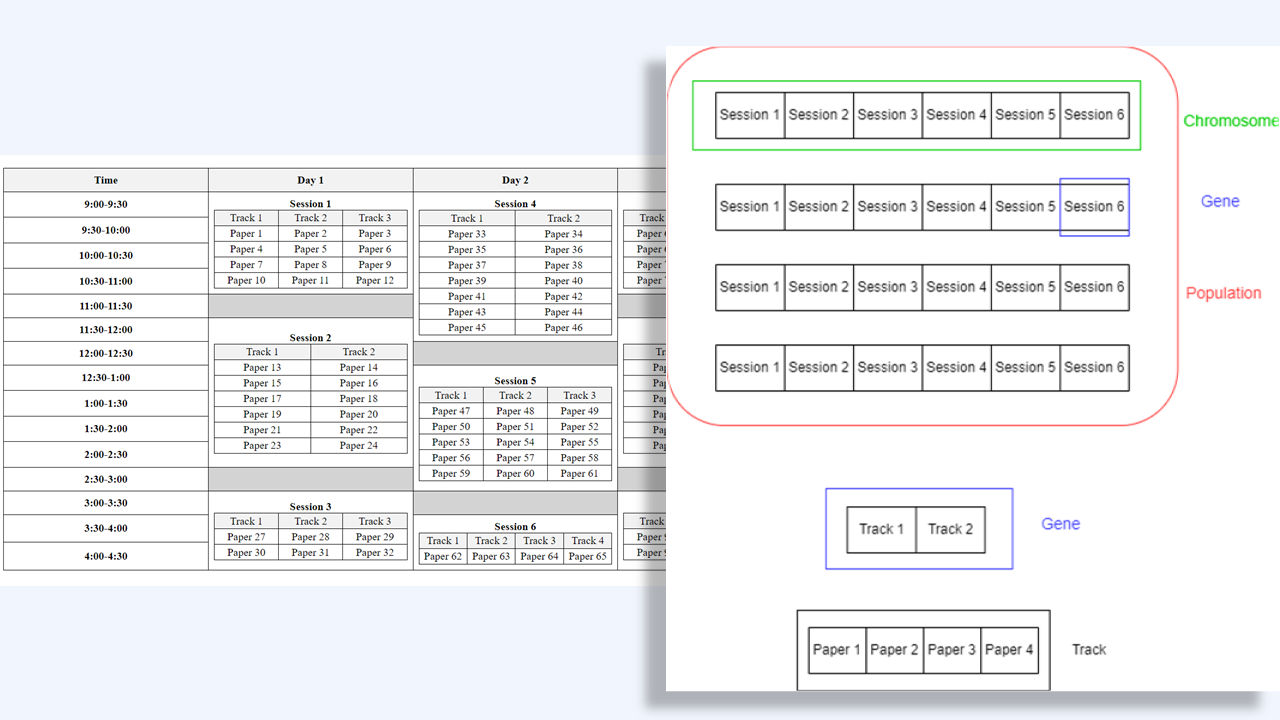 Time
Day 1
Day 2
9:00-9:30
9:30-10:00
10:00-10:30
10:30-11:00
11:00-11:30
11:30-12:00
12:00-12:30
12:30-1:00
1:00-1:30
1:30-2:00
2:00-2:30
2:30-3:00
3:00-3:30
3:30-4:00
4:00-4:30
Session 1
Track 1 Track 2 Track 3
Paper 1 Paper 2 Paper 3
Paper 4 Paper 5 Paper 6
Paper 7 Paper 8 Paper 9
Paper 10 Paper 11 Paper 12
Session 2
Track 1 Track 2
Paper 13 Paper 14
Paper 15 Paper 16
Paper 17 Paper 18
Paper 19 Paper 20
Paper 21 Paper 22
Paper 23 Paper 24
Session 3
Track 1 Track 2 Track 3
Paper 27 Paper 28 Paper 29
Paper 30 Paper 31 Paper 32
Session 4
Track 1 Track 2
Paper 33 Paper 34
Paper 35 Paper 36
Paper 37 Paper 38
Paper 39 Paper 40
Paper 41 Paper 42
Paper 43 Paper 44
Paper 45 Paper 46
Session 5
Track 1 Track 2 Track 3
Paper 47 Paper 48 Paper 49
Paper 50 Paper 51 Paper 52
Paper 53 Paper 54 Paper 55
Paper 56 Paper 57 Paper 58
Paper 59 Paper 60 Paper 61
Session 6
Track 1 Track 2 Track 3 Track 4
Paper 62 Paper 63 Paper 64 Paper 65
Track
Paper
Paper
Paper
Track
Paper
Paper
Session 1 Session 2 Session 3 Session 4 Session 5 Session 6
Chromosome
Session 1 Session 2 Session 3 Session 4 Session 5 Session 6
Gene
Session 1 Session 2 Session 3 Session 4 Session 5 Session 6
Population
Session 1 Session 2 Session 3 Session 4 Session 5 Session 6
Track 1 Track 2
Gene
Paper 1 Paper 2 Paper 3 Paper 4
Track